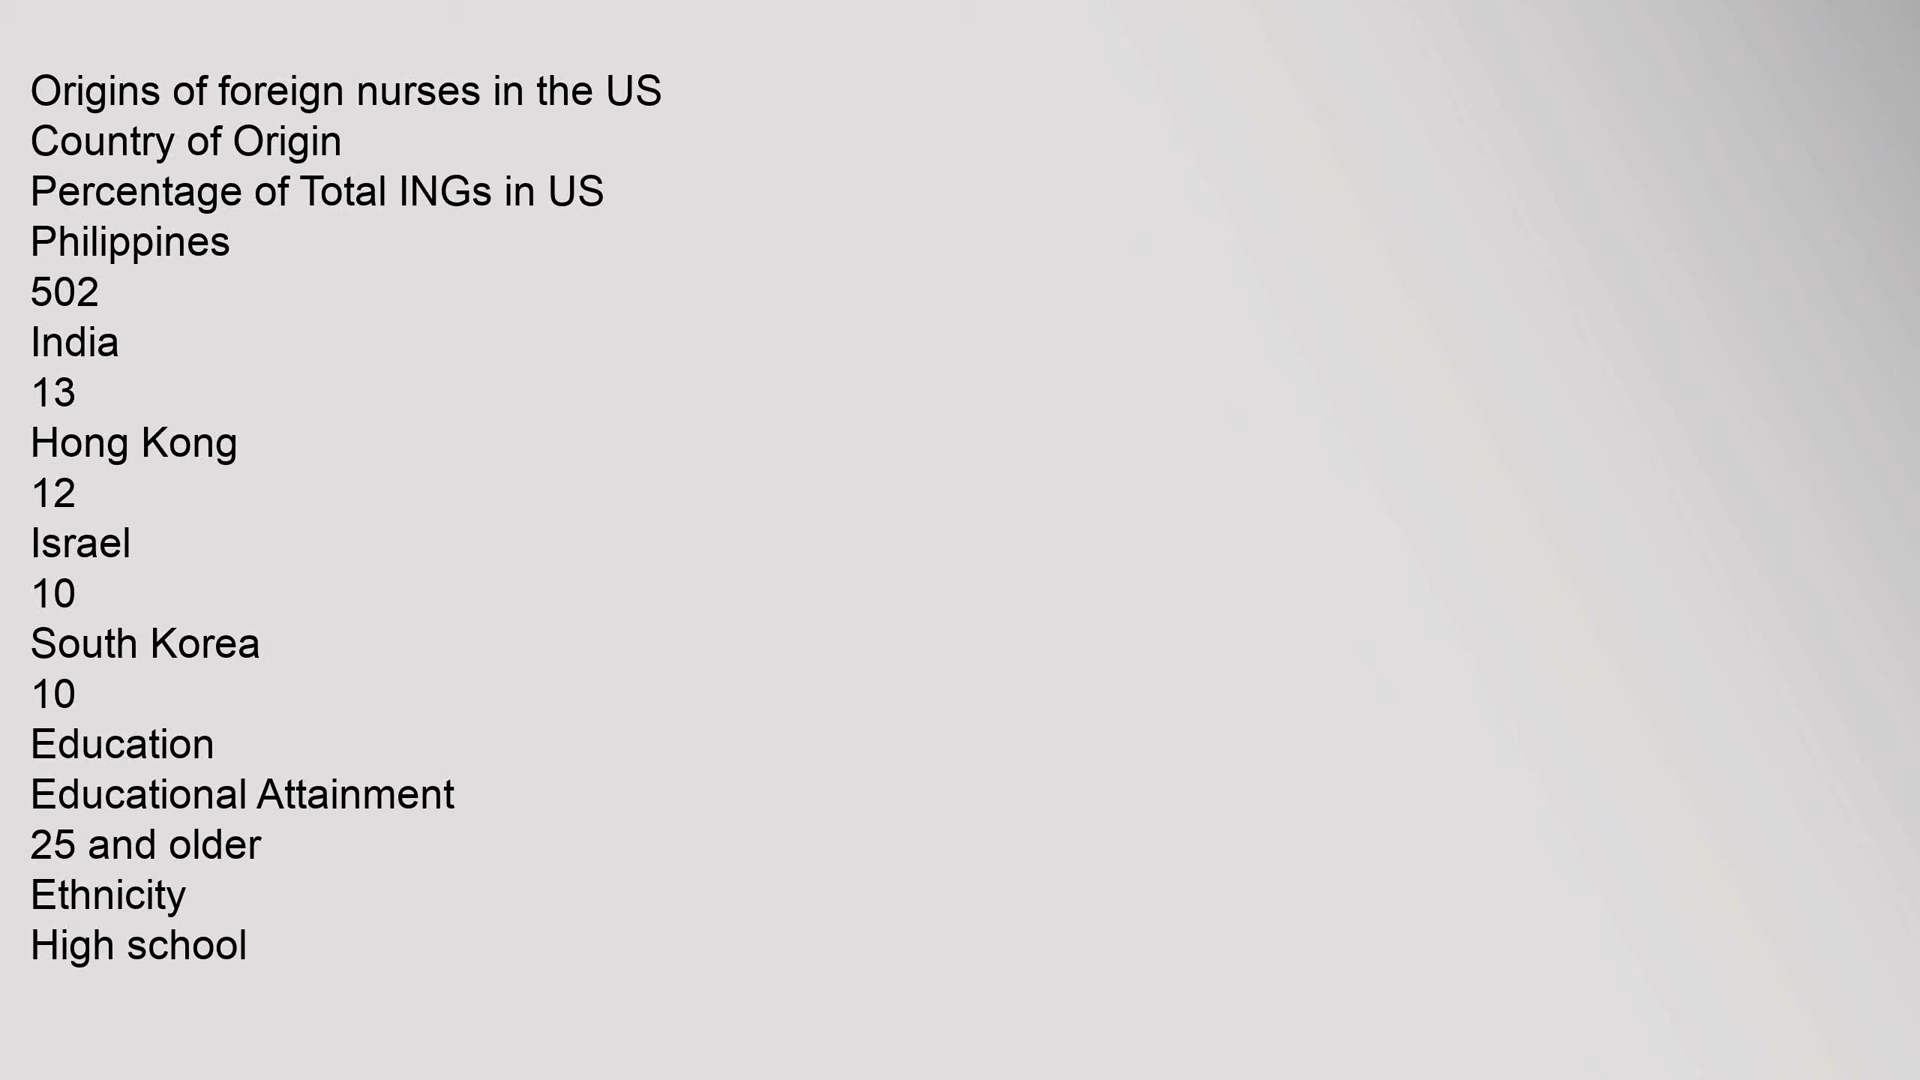 Origins of foreign nurses in the US
Country of Origin
Percentage of Total INGs in US
Philippines
502
India
13
Hong Kong
12
Israel
10
South Korea
10
Education
Educational Attainment
25 and older
Ethnicity
High school